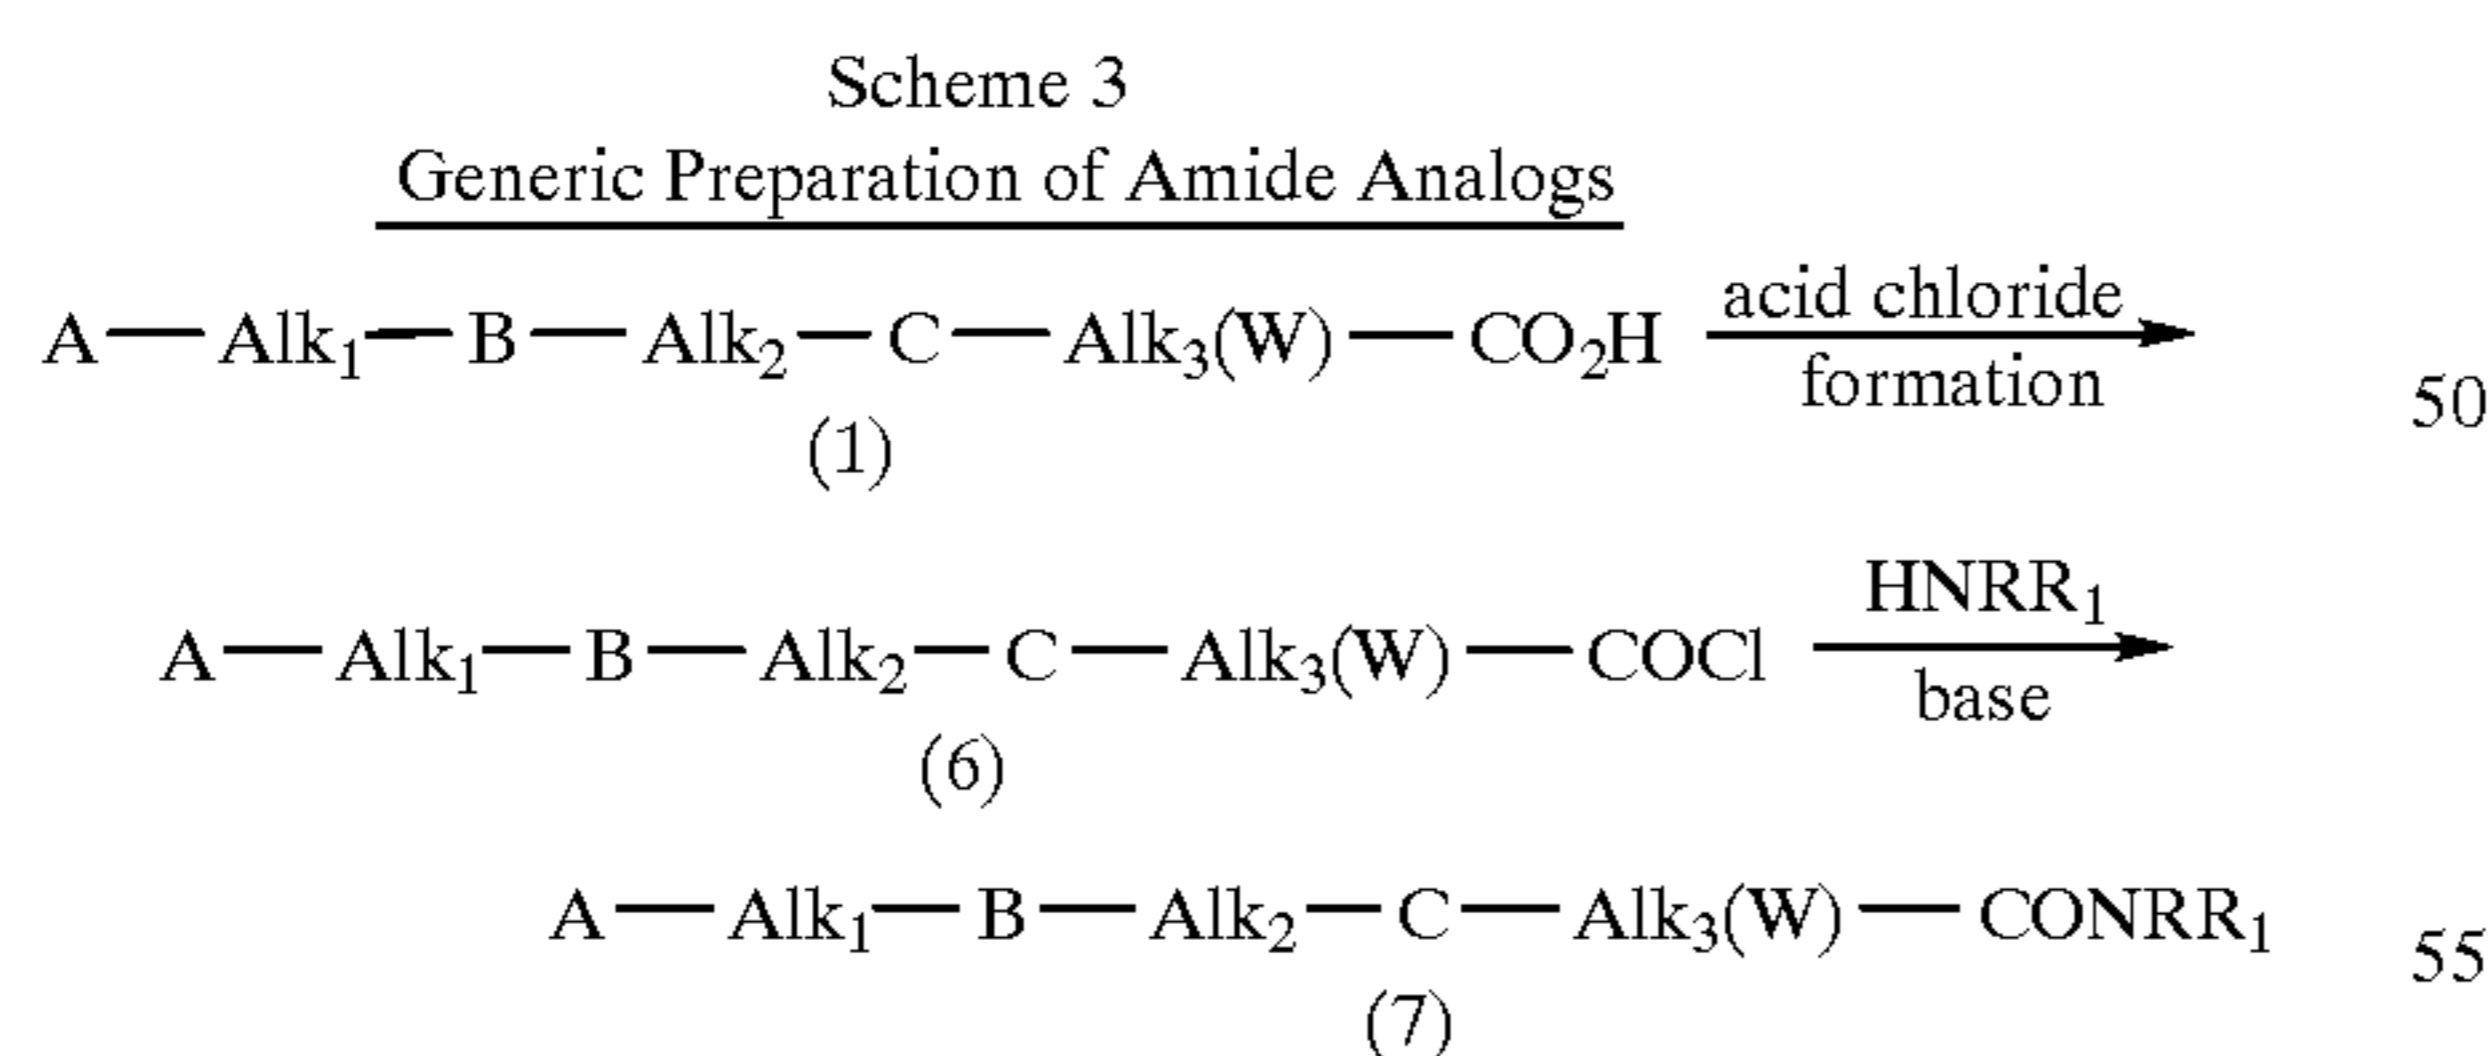 Scheme 3
Generic Preparation of Amide Analogs
A—Alk₁—B—Alk₂—C—Alk₃(W)—CO₂H acid chloride formation
50
(1)
A—Alk₁—B—Alk₂—C—Alk₃(W)—COCl HNRR₁ base
(6)
A—Alk₁—B—Alk₂—C—Alk₃(W)—CONRR₁
55
(7)